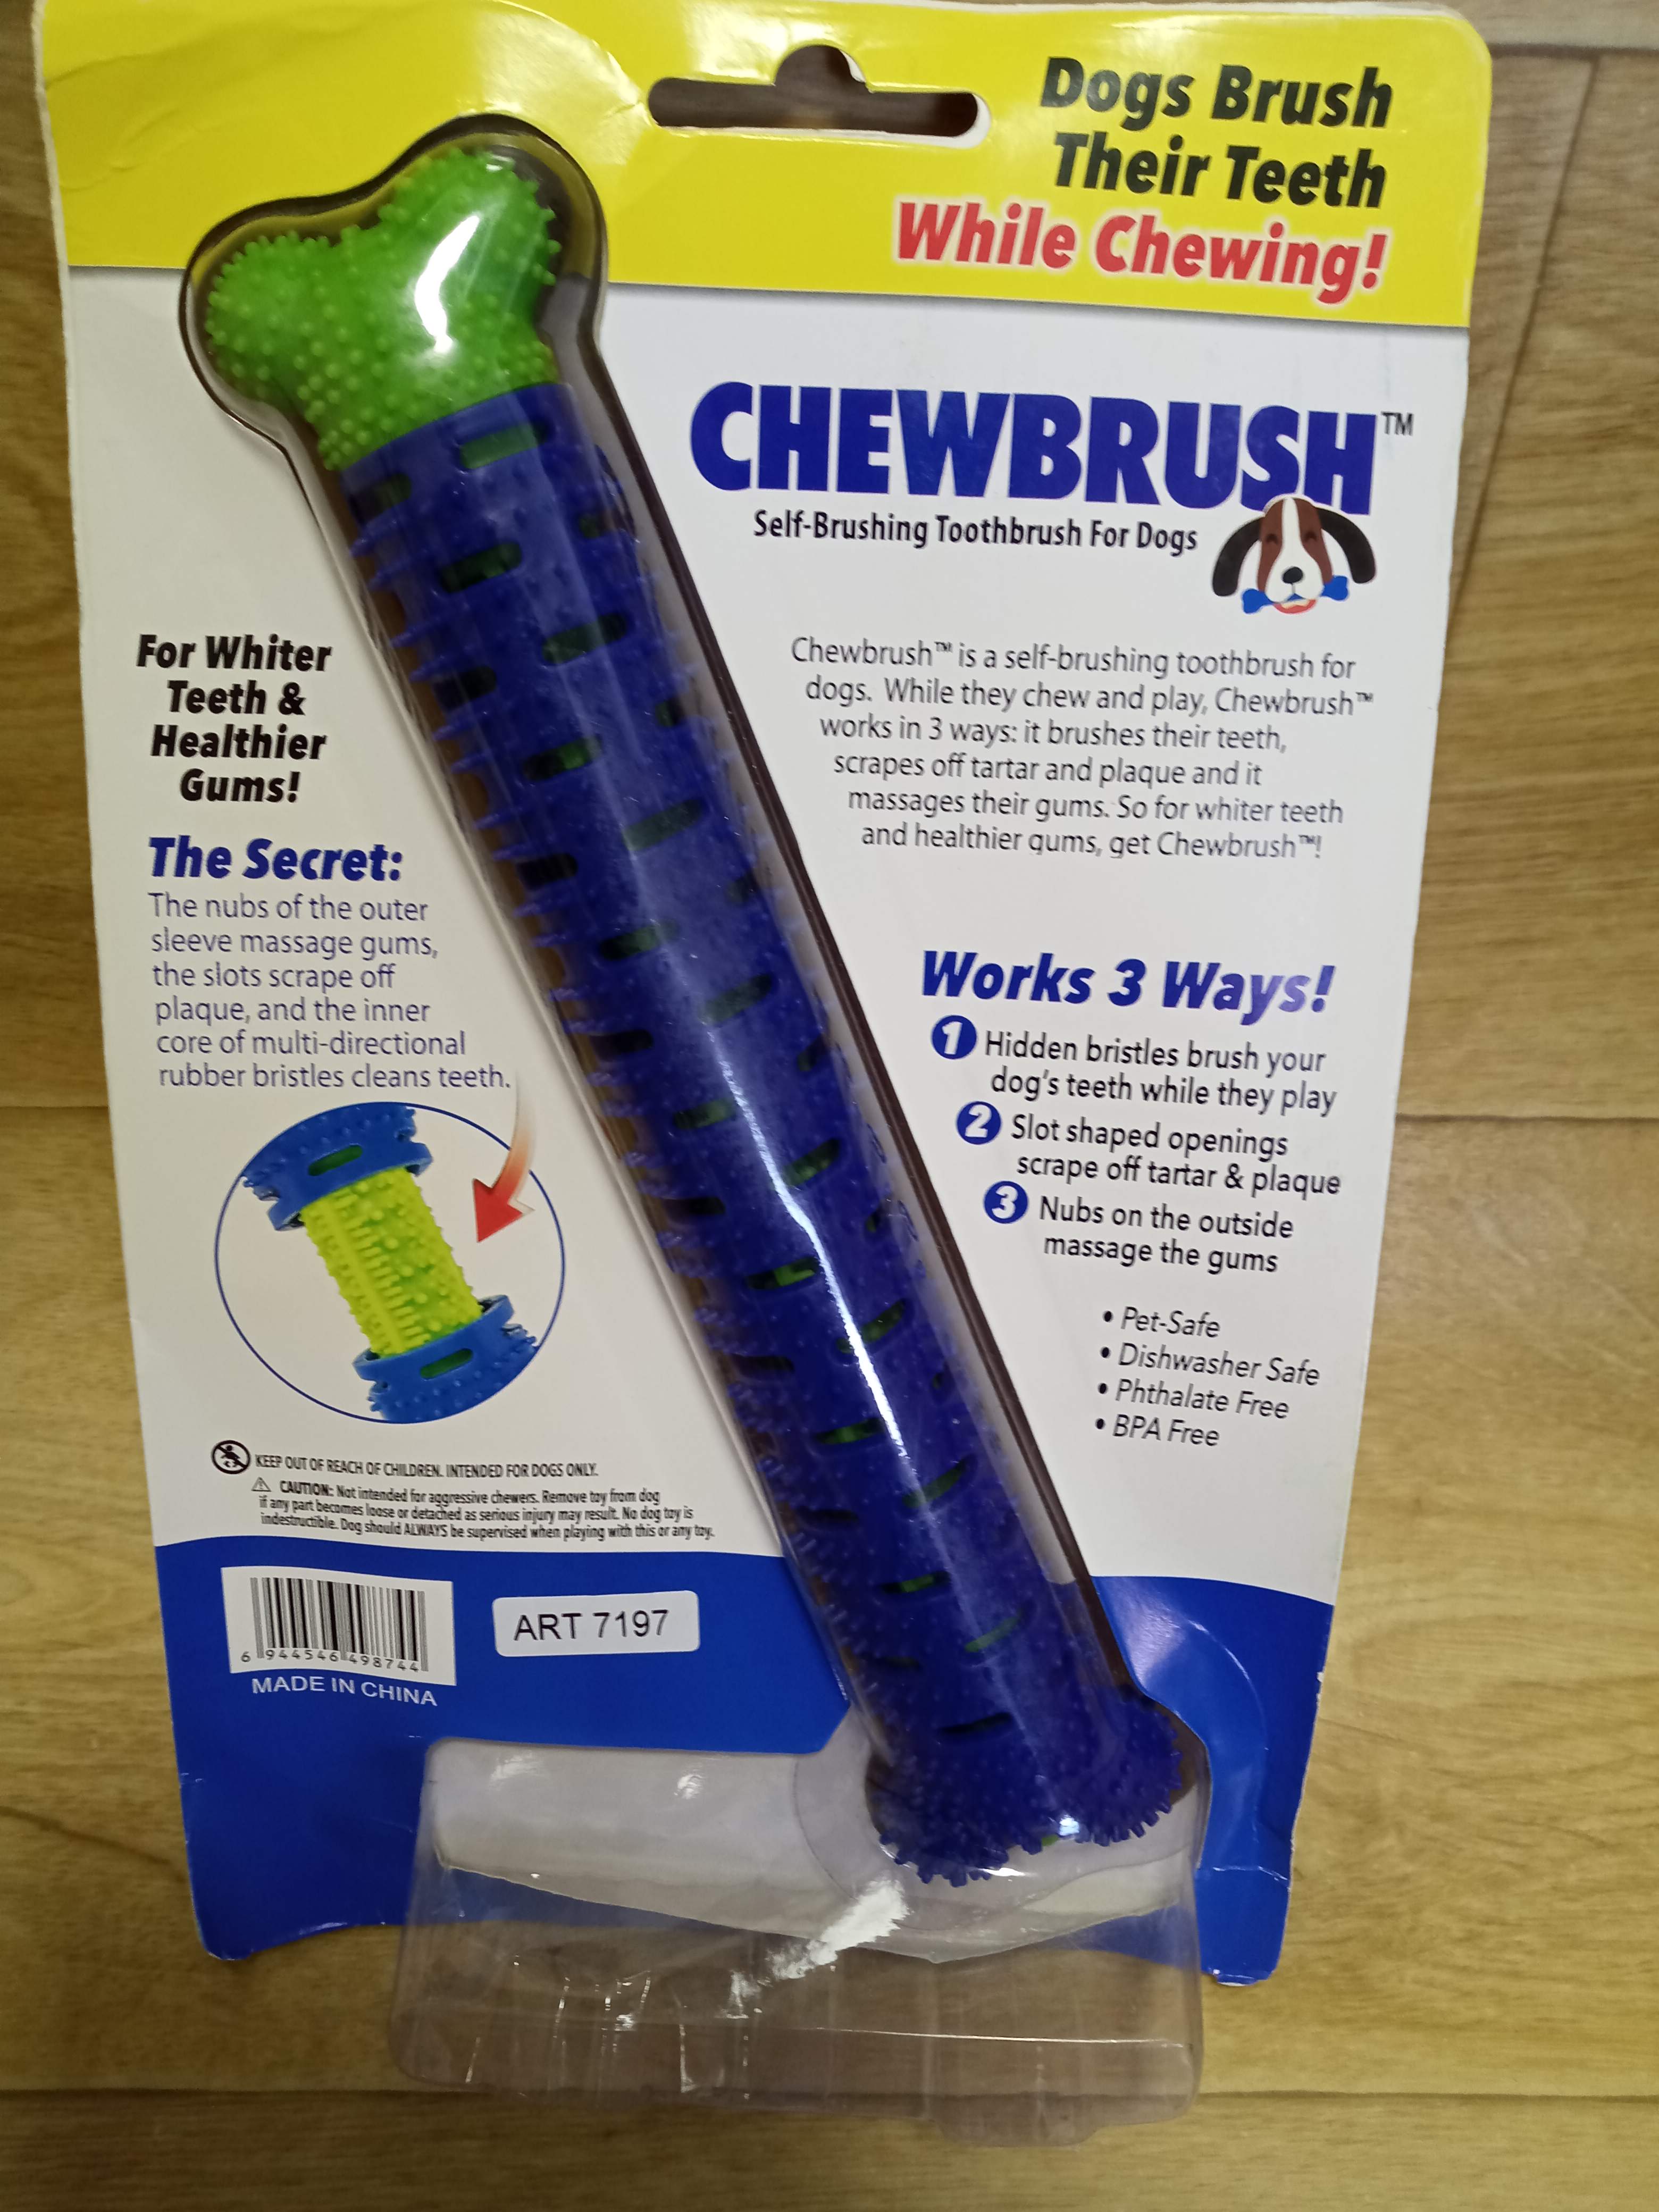 Dogs Brush
Their Teeth
While Chewing!
CHEWBRUSH™
Self-Brushing Toothbrush For Dogs
Chewbrush™ is a self-brushing toothbrush for
dogs. While they chew and play, Chewbrush™
works in 3 ways: it brushes their teeth,
scrapes off tartar and plaque and it
massages their gums. So for whiter teeth
and healthier gums, get Chewbrush™!
For Whiter
Teeth &
Healthier
Gums!
The Secret:
The nubs of the outer
sleeve massage gums,
the slots scrape off
plaque, and the inner
core of multi-directional
rubber bristles cleans teeth.
Works 3 Ways!
1 Hidden bristles brush your
dog's teeth while they play
2 Slot shaped openings
scrape off tartar & plaque
3 Nubs on the outside
massage the gums
• Pet-Safe
• Dishwasher Safe
• Phthalate Free
• BPA Free
KEEP OUT OF REACH OF CHILDREN. INTENDED FOR DOGS ONLY.
CAUTION: Not intended for aggressive chewers. Remove toy from dog
if any part becomes loose or detached as serious injury may result. No dog toy is
indestructible. Dog should ALWAYS be supervised when playing with this or any toy.
6 944546 498744
MADE IN CHINA
ART 7197